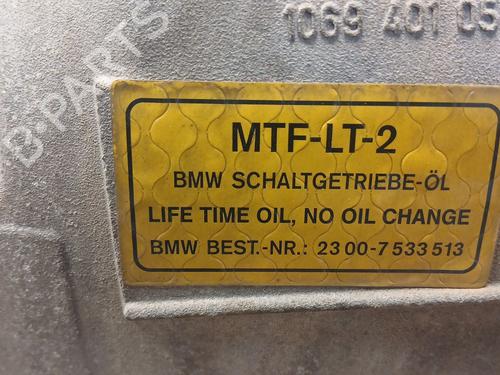 1069 401 05
B-PARTS
MTF-LT-2
BMW SCHALTGETRIEBE-ÖL
LIFE TIME OIL, NO OIL CHANGE
BMW BEST.-NR.: 23 00-7 533 513